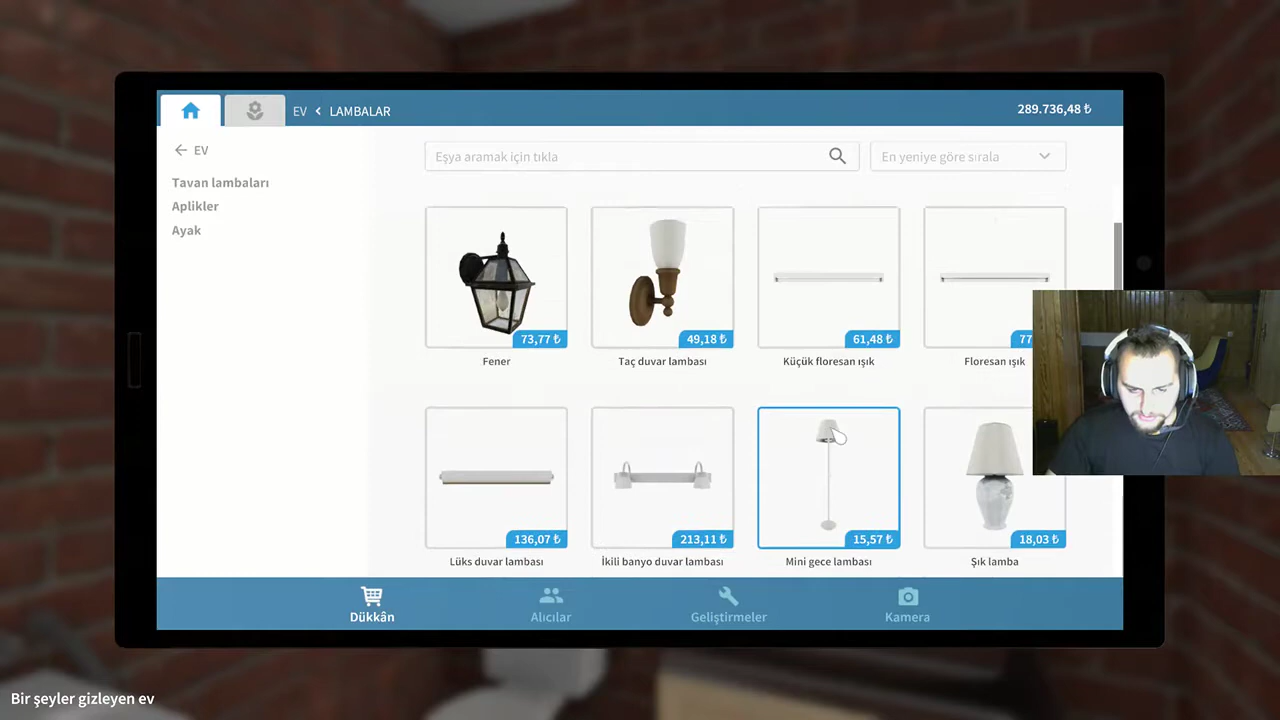 EV < LAMBALAR
289.736,48 ₺
EV
Tavan lambaları
Aplikler
Ayak
Eşya aramak için tıkla
En yeniye göre sırala
73,77 ₺
49,18 ₺
61,48 ₺
77
Fener
Taç duvar lambası
Küçük floresan ışık
Floresan ışık
136,07 ₺
213,11 ₺
15,57 ₺
18,03 ₺
Lüks duvar lambası
İkili banyo duvar lambası
Mini gece lambası
Şık lamba
Dükkân
Alıcılar
Geliştirmeler
Kamera
Bir şeyler gizleyen ev